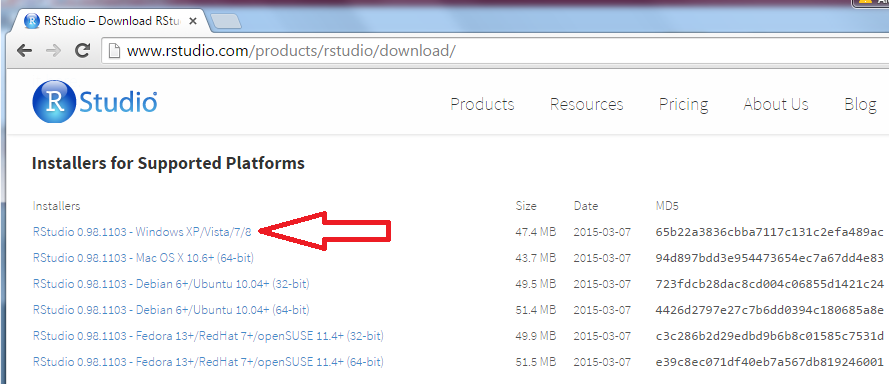 RStudio – Download RStu
www.rstudio.com/products/rstudio/download/
R Studio
Products Resources Pricing About Us Blog
Installers for Supported Platforms
Installers Size Date MD5
RStudio 0.98.1103 - Windows XP/Vista/7/8 47.4 MB 2015-03-07 65b22a3836cbba7117c131c2efa489ac
RStudio 0.98.1103 - Mac OS X 10.6+ (64-bit) 43.7 MB 2015-03-07 94d897bdd3e954473654ec7a67dd4e83
RStudio 0.98.1103 - Debian 6+/Ubuntu 10.04+ (32-bit) 49.5 MB 2015-03-07 723fdcb28dac8cd004c06855d1421c24
RStudio 0.98.1103 - Debian 6+/Ubuntu 10.04+ (64-bit) 51.4 MB 2015-03-07 4426d2797e27c7b6dd0394c180685a8e
RStudio 0.98.1103 - Fedora 13+/RedHat 7+/openSUSE 11.4+ (32-bit) 49.9 MB 2015-03-07 c3c286b2d29edbd9b6b8c01585c7531d
RStudio 0.98.1103 - Fedora 13+/RedHat 7+/openSUSE 11.4+ (64-bit) 51.5 MB 2015-03-07 e39c8ec071df40eb7a567db819246001